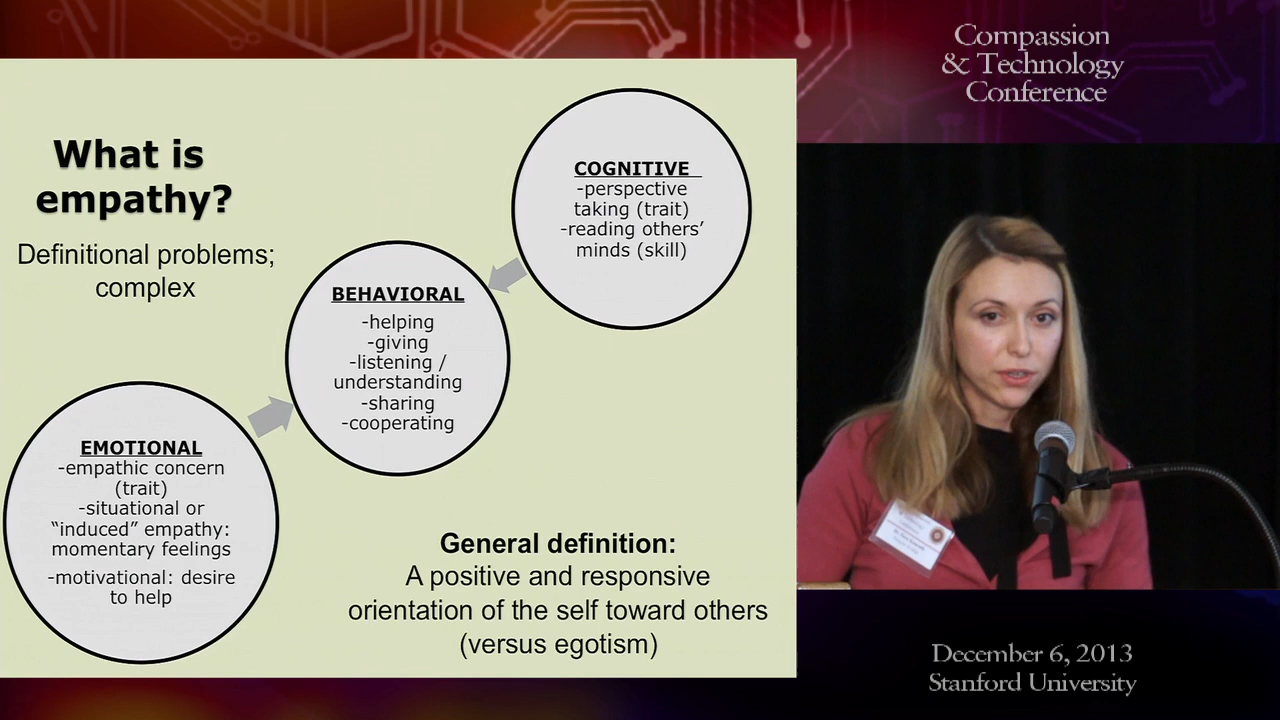 What is
empathy?
Definitional problems;
complex
COGNITIVE
-perspective
taking (trait)
-reading others’
minds (skill)
BEHAVIORAL
-helping
-giving
-listening /
understanding
-sharing
-cooperating
EMOTIONAL
-empathic concern
(trait)
-situational or
“induced” empathy:
momentary feelings
-motivational: desire
to help
General definition:
A positive and responsive
orientation of the self toward others
(versus egotism)
Compassion
& Technology
Conference
December 6, 2013
Stanford University